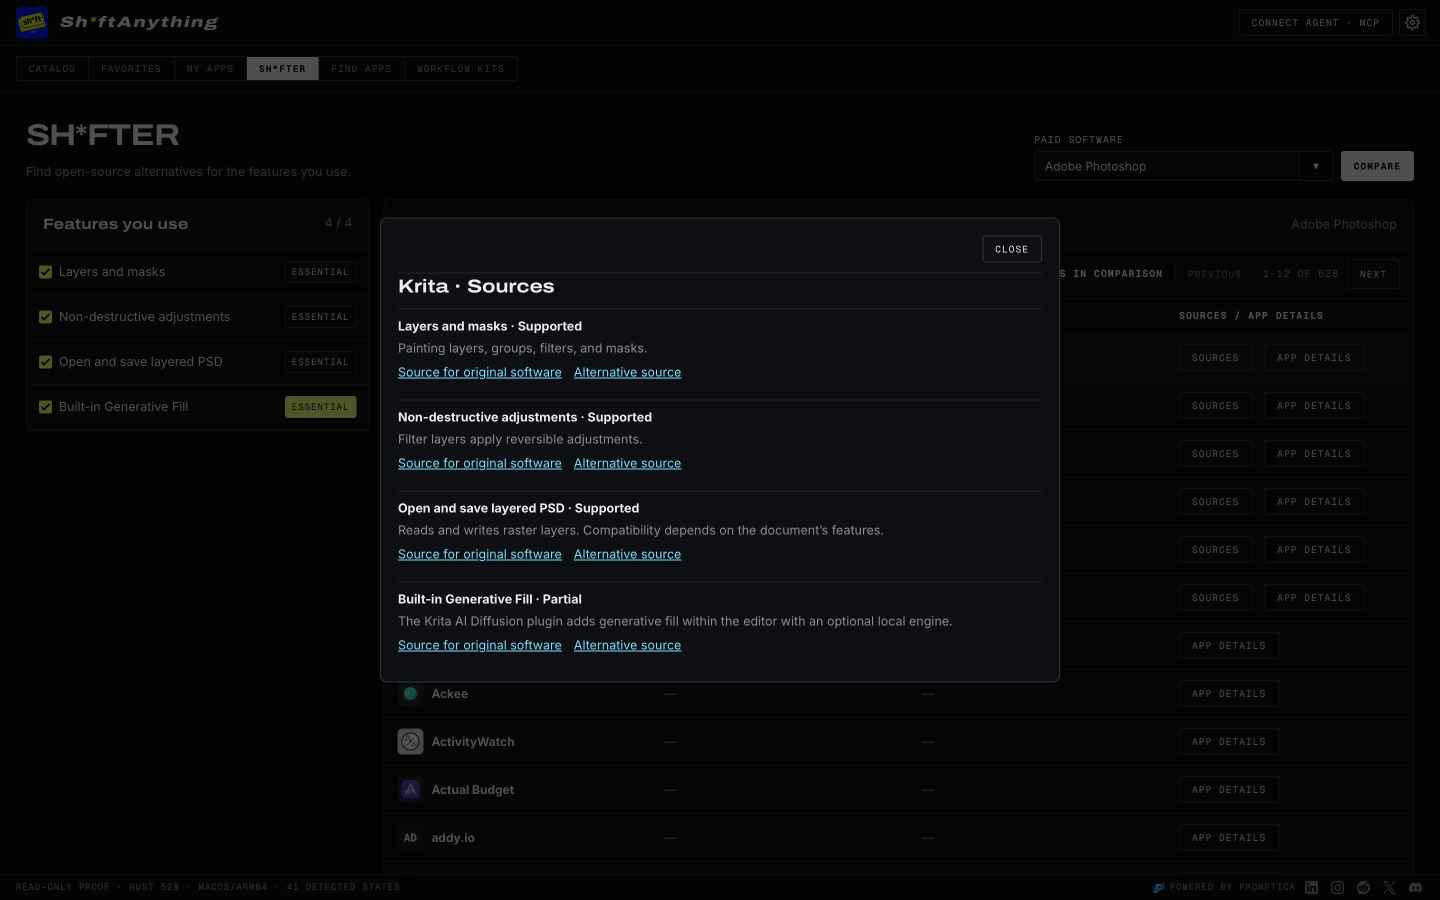 sh*ft
Sh*ftAnything
CONNECT AGENT · MCP
CATALOG
FAVORITES
MY APPS
SH*FTER
FIND APPS
WORKFLOW KITS
SH*FTER
Find open-source alternatives for the features you use.
PAID SOFTWARE
Adobe Photoshop
COMPARE
Features you use
4 / 4
Layers and masks
ESSENTIAL
Non-destructive adjustments
ESSENTIAL
Open and save layered PSD
ESSENTIAL
Built-in Generative Fill
ESSENTIAL
Adobe Photoshop
S IN COMPARISON
PREVIOUS
1–12 OF 528
NEXT
SOURCES / APP DETAILS
SOURCES
APP DETAILS
SOURCES
APP DETAILS
SOURCES
APP DETAILS
SOURCES
APP DETAILS
SOURCES
APP DETAILS
SOURCES
APP DETAILS
APP DETAILS
CLOSE
Krita · Sources
Layers and masks · Supported
Painting layers, groups, filters, and masks.
Source for original software
Alternative source
Non-destructive adjustments · Supported
Filter layers apply reversible adjustments.
Source for original software
Alternative source
Open and save layered PSD · Supported
Reads and writes raster layers. Compatibility depends on the document’s features.
Source for original software
Alternative source
Built-in Generative Fill · Partial
The Krita AI Diffusion plugin adds generative fill within the editor with an optional local engine.
Source for original software
Alternative source
Ackee
—
—
APP DETAILS
ActivityWatch
—
—
APP DETAILS
Actual Budget
—
—
APP DETAILS
AD
addy.io
—
—
APP DETAILS
READ-ONLY PROOF · RUST 528 · MACOS/ARM64 · 41 DETECTED STATES
POWERED BY PROMPTICA